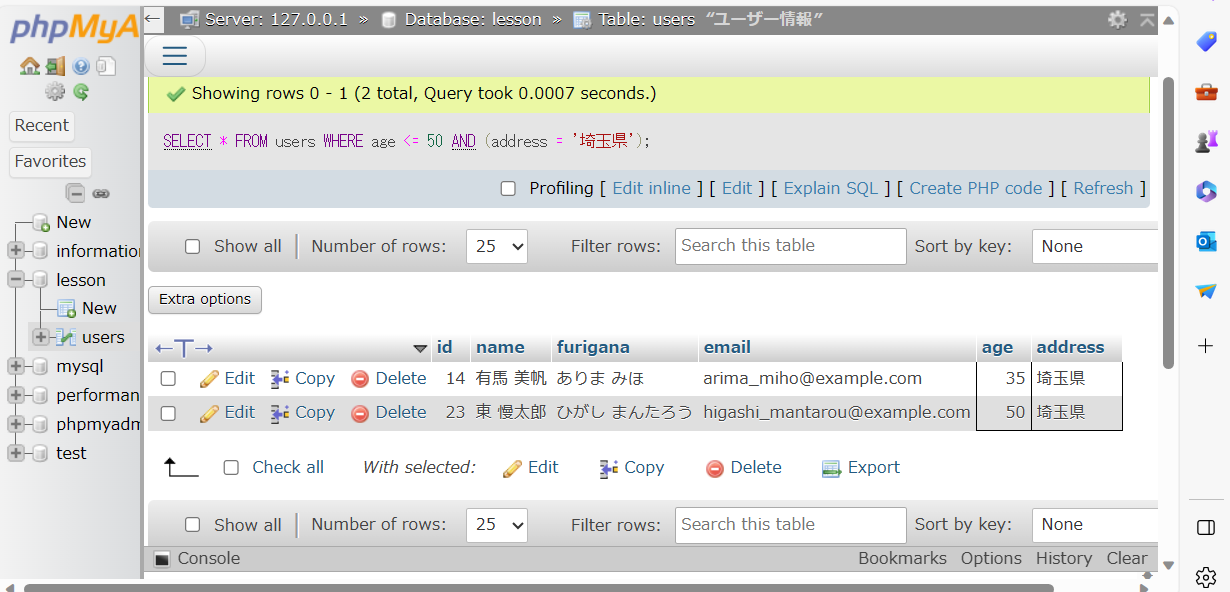 phpMyA
Recent
Favorites
New
information
lesson
New
users
mysql
performan
phpmyadm
test
Server: 127.0.0.1 » Database: lesson » Table: users “ユーザー情報”
Showing rows 0 - 1 (2 total, Query took 0.0007 seconds.)
SELECT * FROM users WHERE age <= 50 AND (address = '埼玉県');
Profiling [ Edit inline ] [ Edit ] [ Explain SQL ] [ Create PHP code ] [ Refresh ]
Show all Number of rows: 25 Filter rows: Search this table Sort by key: None
Extra options
←T→ id name furigana email age address
Edit Copy Delete 14 有馬 美帆 ありま みほ arima_miho@example.com 35 埼玉県
Edit Copy Delete 23 東 慢太郎 ひがし まんたろう higashi_mantarou@example.com 50 埼玉県
Check all With selected: Edit Copy Delete Export
Show all Number of rows: 25 Filter rows: Search this table Sort by key: None
Console Bookmarks Options History Clear